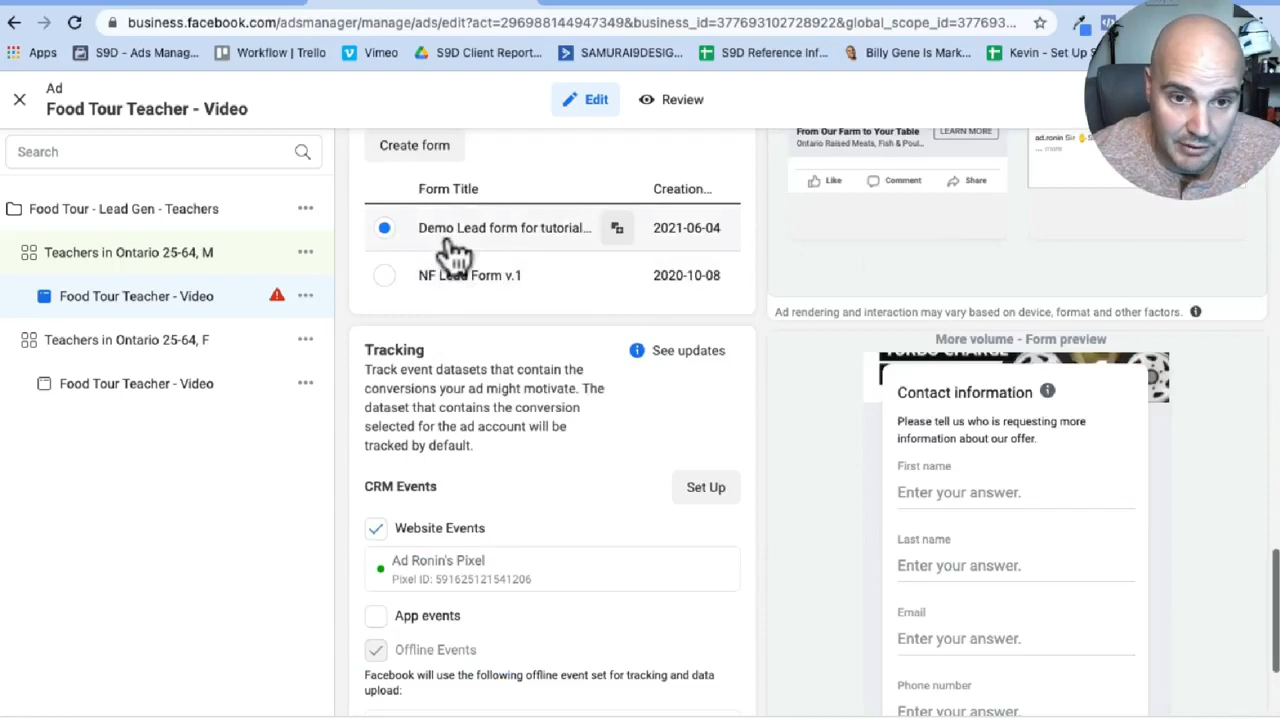 business.facebook.com/adsmanager/manage/ads/edit?act=296988144947349&business_id=377693102728922&global_scope_id=377693...
Apps
S9D - Ads Manag...
Workflow | Trello
Vimeo
S9D Client Report...
SAMURAI9DESIG...
S9D Reference Inf...
Billy Gene Is Mark...
Kevin - Set Up S
Ad
Food Tour Teacher - Video
Edit
Review
Search
Food Tour - Lead Gen - Teachers
Teachers in Ontario 25-64, M
Food Tour Teacher - Video
Teachers in Ontario 25-64, F
Food Tour Teacher - Video
Create form
Form Title
Creation...
Demo Lead form for tutorial...
2021-06-04
NF Lead Form v.1
2020-10-08
Tracking
See updates
Track event datasets that contain the
conversions your ad might motivate. The
dataset that contains the conversion
selected for the ad account will be
tracked by default.
CRM Events
Set Up
Website Events
Ad Ronin's Pixel
Pixel ID: 591625121541206
App events
Offline Events
Facebook will use the following offline event set for tracking and data
upload:
From Our Farm to Your Table
Ontario Raised Meats, Fish & Poul...
LEARN MORE
Like
Comment
Share
ad.ronin Sir
... more
Ad rendering and interaction may vary based on device, format and other factors.
More volume - Form preview
TURBO CHARGE
Contact information
Please tell us who is requesting more
information about our offer.
First name
Enter your answer.
Last name
Enter your answer.
Email
Enter your answer.
Phone number
Enter your answer.